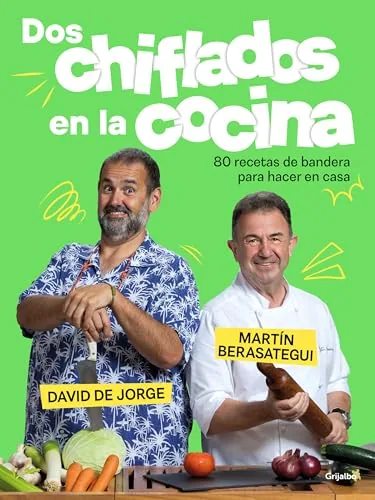 Dos
chiflados
en la cocina
80 recetas de bandera
para hacer en casa
MARTÍN
BERASATEGUI
DAVID DE JORGE
Grijalbo